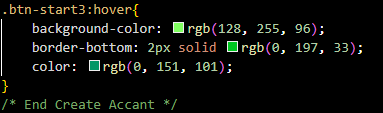 .btn-start3:hover{
background-color: rgb(128, 255, 96);
border-bottom: 2px solid rgb(0, 197, 33);
color: rgb(0, 151, 101);
}
/* End Create Accant */